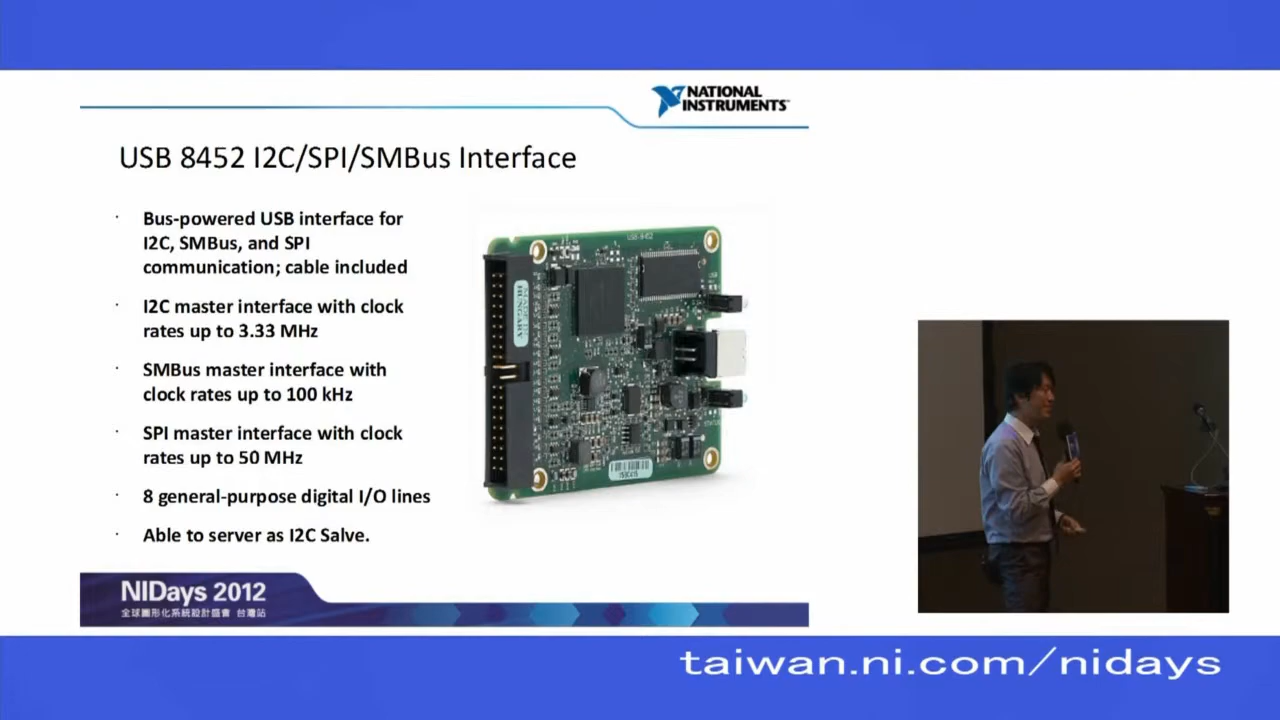 NATIONAL
INSTRUMENTS™
USB 8452 I2C/SPI/SMBus Interface
· Bus-powered USB interface for
I2C, SMBus, and SPI
communication; cable included
· I2C master interface with clock
rates up to 3.33 MHz
· SMBus master interface with
clock rates up to 100 kHz
· SPI master interface with clock
rates up to 50 MHz
· 8 general-purpose digital I/O lines
· Able to server as I2C Salve.
HUNGARY
NIDays 2012
全球圖形化系統設計盛會 台灣站
taiwan.ni.com/nidays